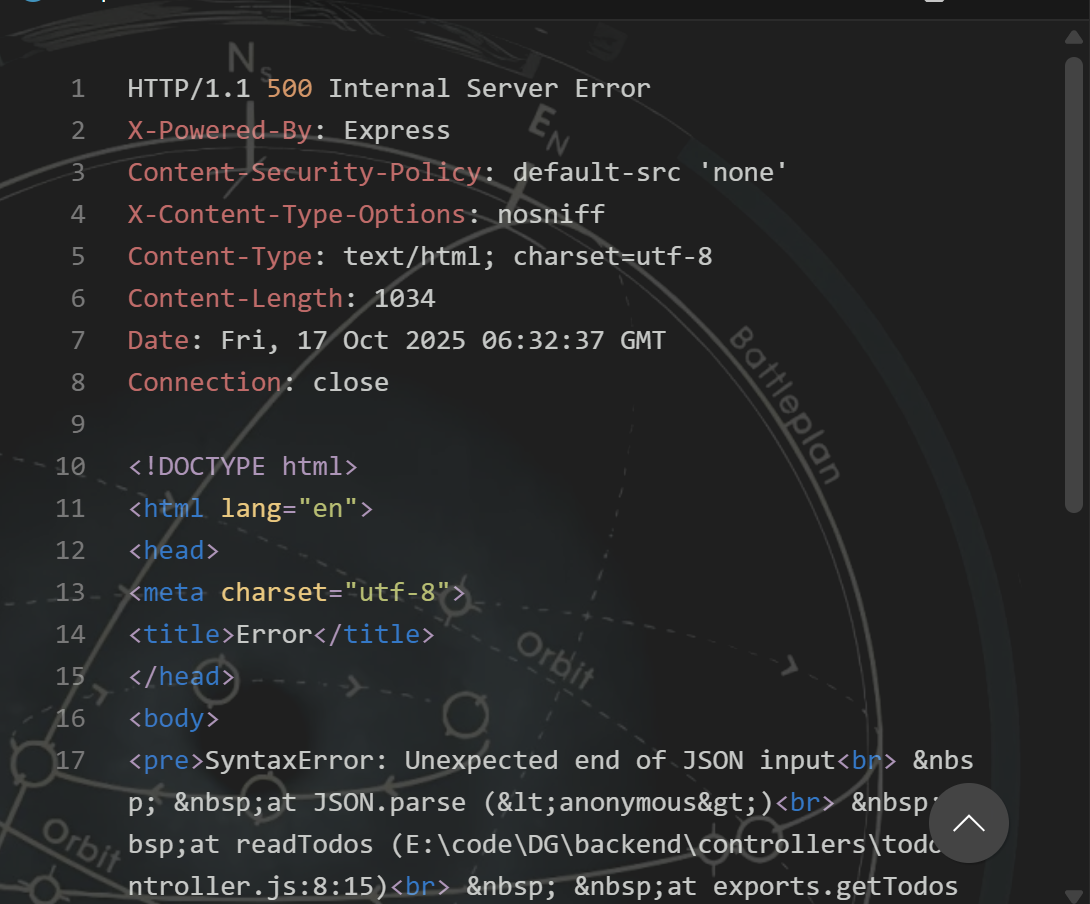 N
S
E
N
1 HTTP/1.1 500 Internal Server Error
2 X-Powered-By: Express
3 Content-Security-Policy: default-src 'none'
4 X-Content-Type-Options: nosniff
5 Content-Type: text/html; charset=utf-8
6 Content-Length: 1034
7 Date: Fri, 17 Oct 2025 06:32:37 GMT
8 Connection: close
9
10 <!DOCTYPE html>
11 <html lang="en">
12 <head>
13 <meta charset="utf-8">
14 <title>Error</title>
15 </head>
16 <body>
17 <pre>SyntaxError: Unexpected end of JSON input<br> &nbs
p; &nbsp;at JSON.parse (&lt;anonymous&gt;)<br> &nbsp;
bsp;at readTodos (E:\code\DG\backend\controllers\todo
ntroller.js:8:15)<br> &nbsp; &nbsp;at exports.getTodos
Battleplan
Orbit
Orbit